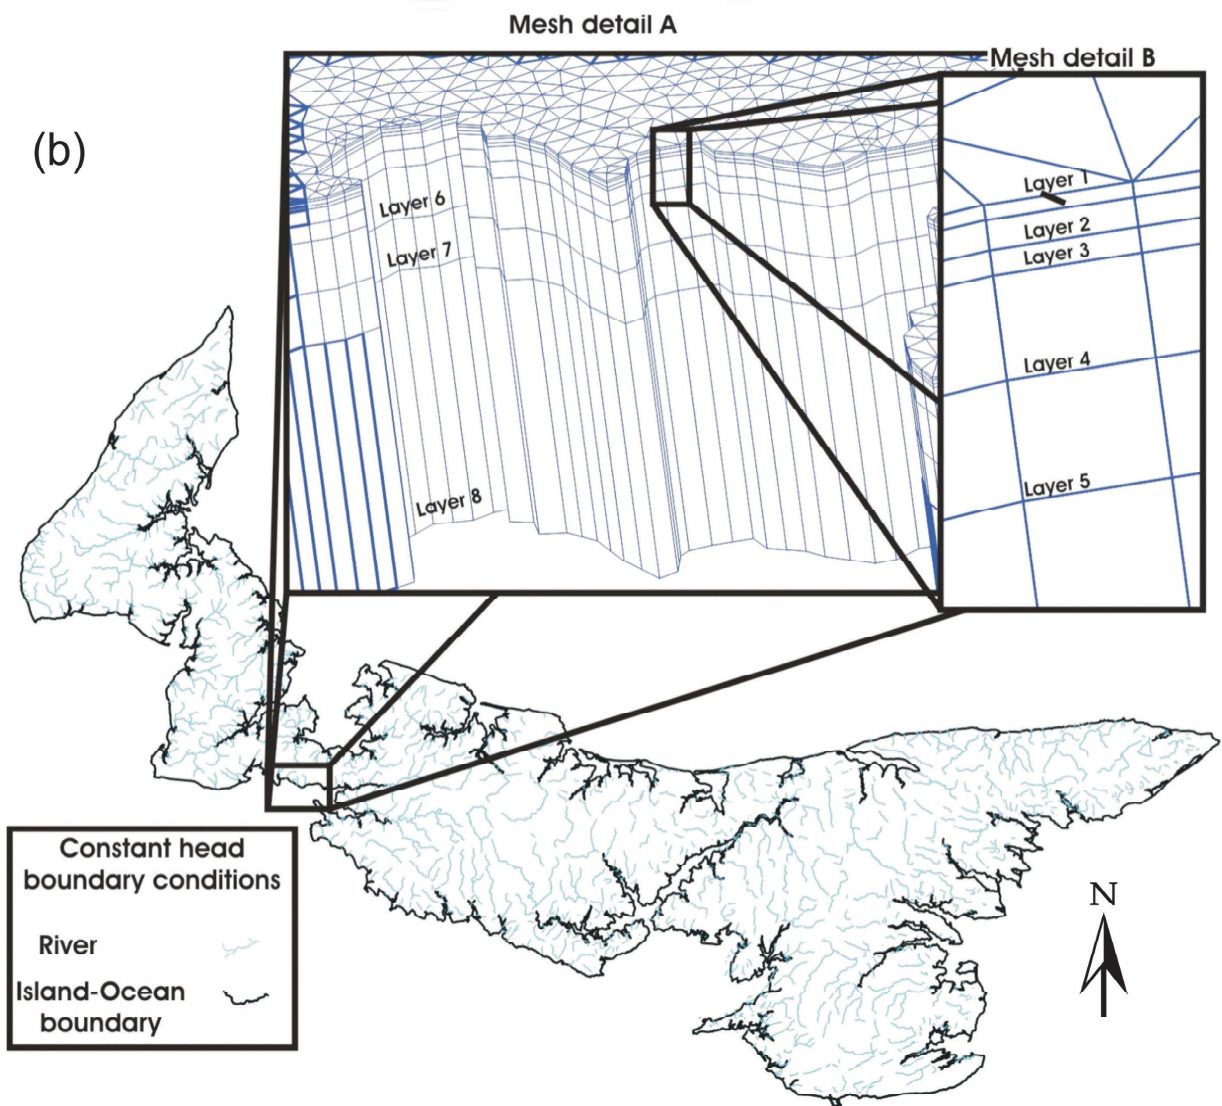 Mesh detail A
Mesh detail B
(b)
Layer 1
Layer 2
Layer 3
Layer 4
Layer 5
Layer 6
Layer 7
Layer 8
Constant head
boundary conditions
River
Island-Ocean
boundary
N